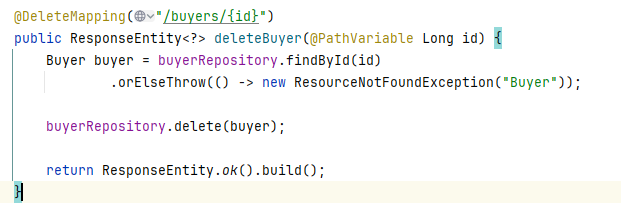 @DeleteMapping("/buyers/{id}")
public ResponseEntity<?> deleteBuyer(@PathVariable Long id) {
    Buyer buyer = buyerRepository.findById(id)
            .orElseThrow(() -> new ResourceNotFoundException("Buyer"));

    buyerRepository.delete(buyer);

    return ResponseEntity.ok().build();
}